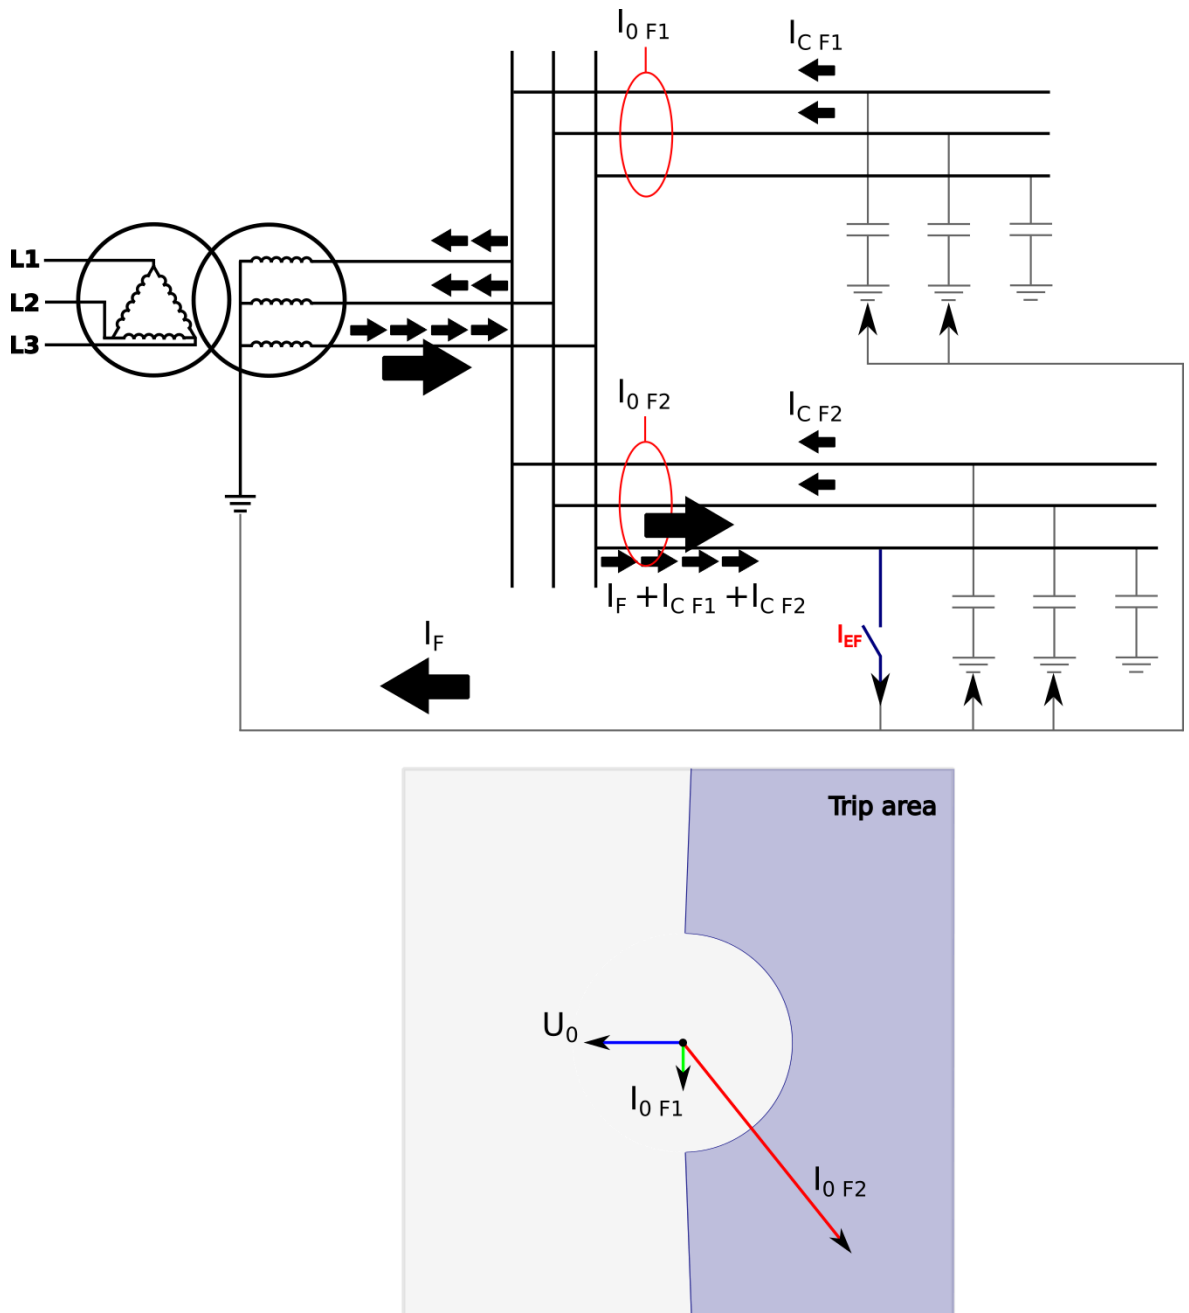 I0 F1
IC F1
L1
L2
L3
I0 F2
IC F2
IF +IC F1 +IC F2
IF
IEF
Trip area
U0
I0 F1
I0 F2